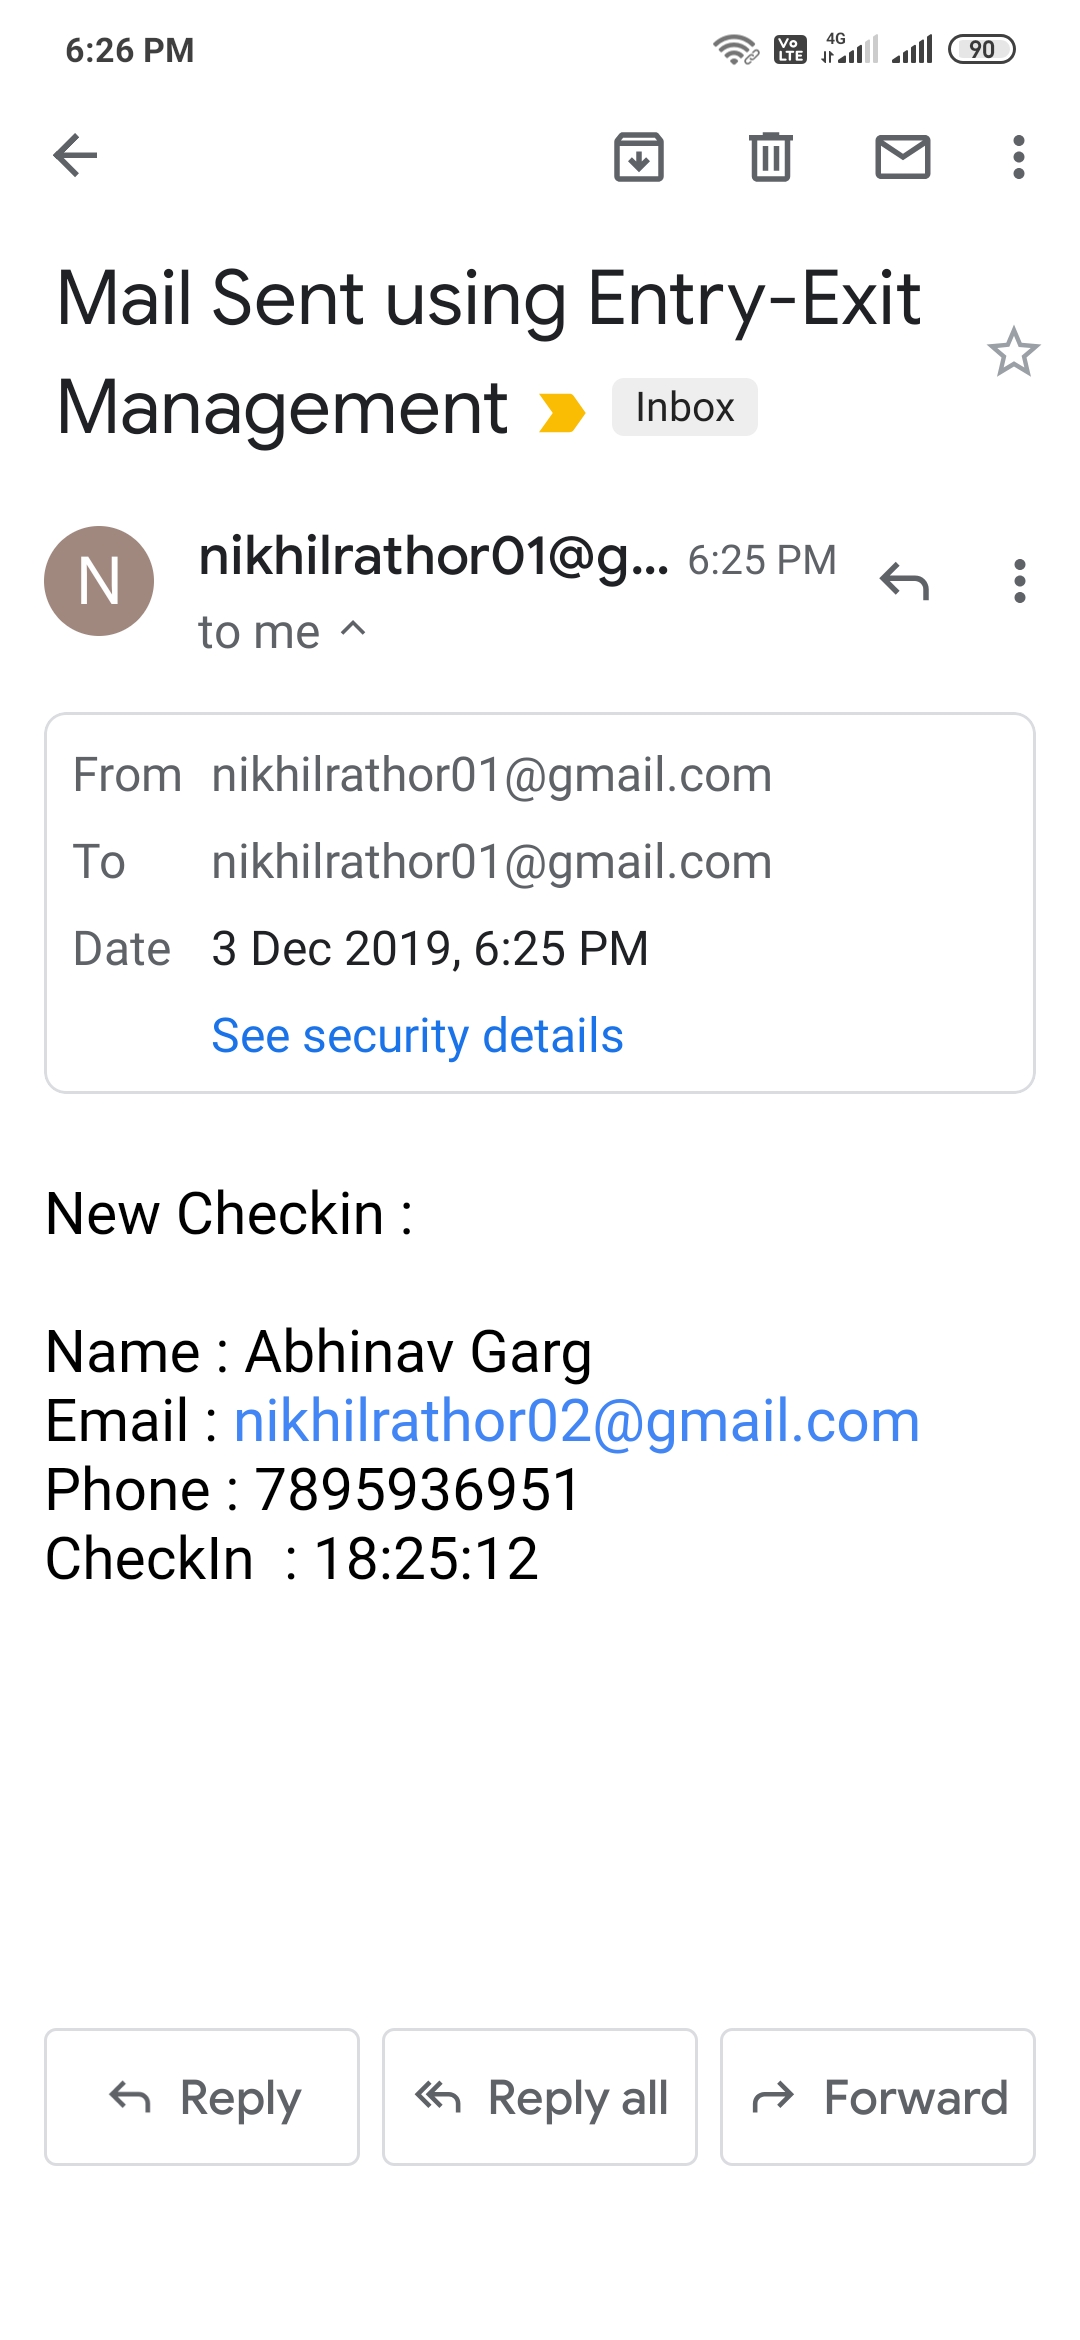 6:26 PM
Vo LTE 4G 90
Mail Sent using Entry-Exit
Management Inbox
N
nikhilrathor01@g... 6:25 PM
to me
From nikhilrathor01@gmail.com
To nikhilrathor01@gmail.com
Date 3 Dec 2019, 6:25 PM
See security details
New Checkin :
Name : Abhinav Garg
Email : nikhilrathor02@gmail.com
Phone : 7895936951
CheckIn  : 18:25:12
Reply Reply all Forward